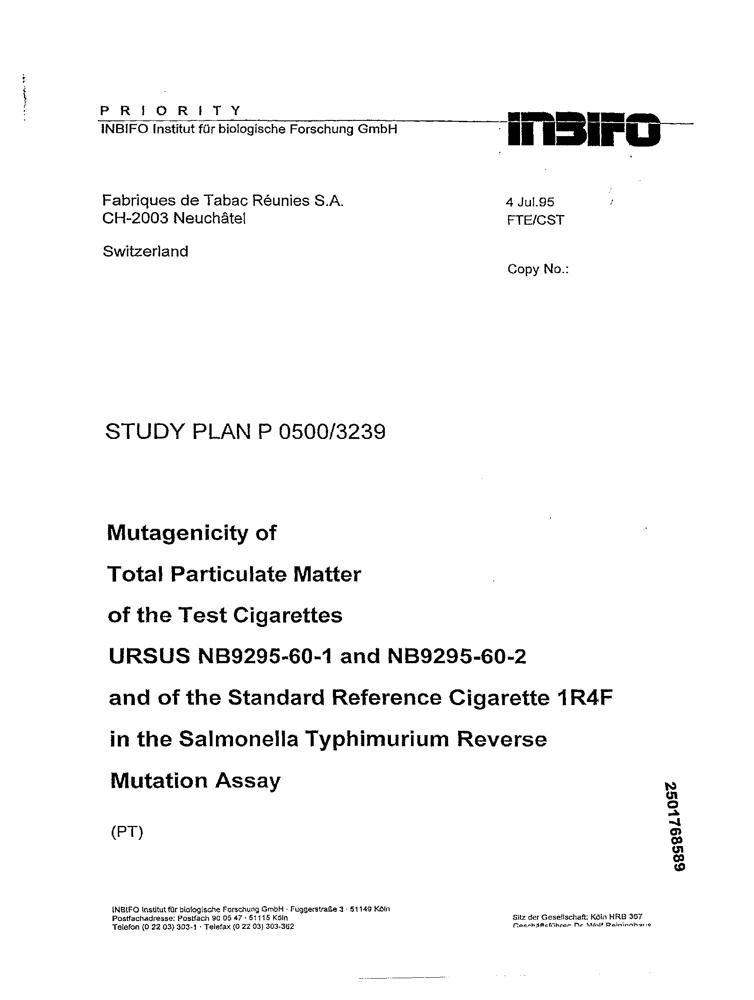 P R I O R I T Y
INBIFO Institut für biologische Forschung GmbH
INBIFO
Fabriques de Tabac Réunies S.A.
CH-2003 Neuchâtel
Switzerland
4 Jul.95
FTE/CST
Copy No.:
STUDY PLAN P 0500/3239
Mutagenicity of
Total Particulate Matter
of the Test Cigarettes
URSUS NB9295-60-1 and NB9295-60-2
and of the Standard Reference Cigarette 1R4F
in the Salmonella Typhimurium Reverse
Mutation Assay
(PT)
2501768589
INBIFO Institut für biologische Forschung GmbH · Fuggerstraße 3 · 51149 Köln
Postfachadresse: Postfach 90 05 47 · 51115 Köln
Telefon (0 22 03) 303-1 · Telefax (0 22 03) 303-362
Sitz der Gesellschaft: Köln HRB 367
Geschäftsführer: Dr. Wolf Reininghaus